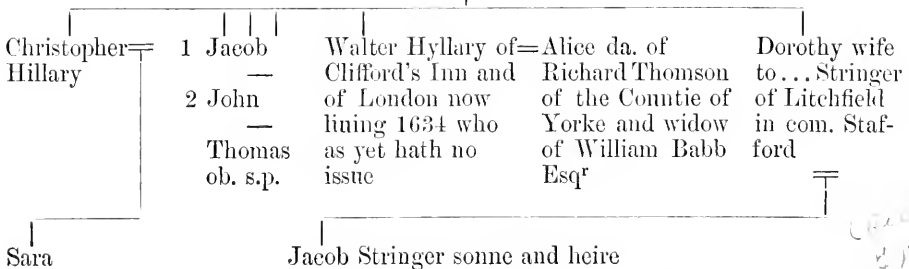 Christopher=
Hillary
1 Jacob
—
2 John
—
Thomas
ob. s.p.
Walter Hyllary of=
Clifford's Inn and
of London now
liuing 1634 who
as yet hath no
issue
Alice da. of
Richard Thomson
of the Countie of
Yorke and widow
of William Babb
Esqr
Dorothy wife
to ... Stringer
of Litchfield
in com. Staf-
ford
Sara
Jacob Stringer sonne and heire